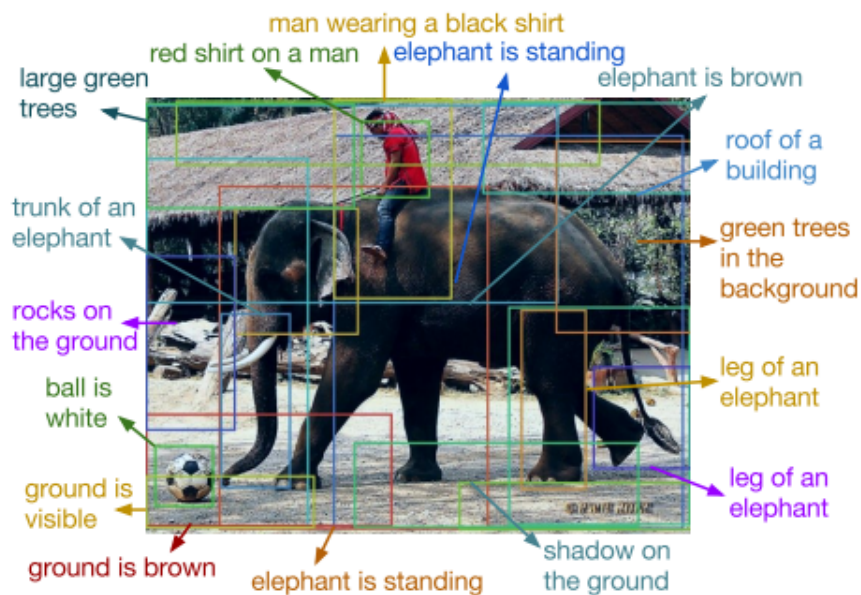 man wearing a black shirt
red shirt on a man
elephant is standing
large green
trees
elephant is brown
roof of a
building
trunk of an
elephant
green trees
in the
background
rocks on
the ground
ball is
white
leg of an
elephant
ground is
visible
leg of an
elephant
ground is brown
elephant is standing
shadow on
the ground